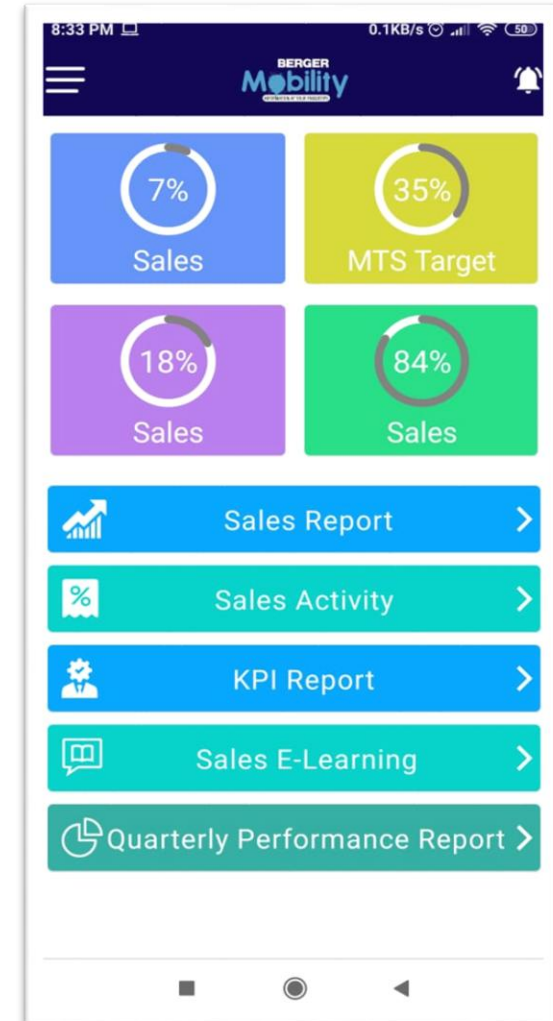 8:33 PM 0.1KB/s 50
BERGER
Mobility
7%
Sales
35%
MTS Target
18%
Sales
84%
Sales
Sales Report
%
Sales Activity
KPI Report
Sales E-Learning
Quarterly Performance Report